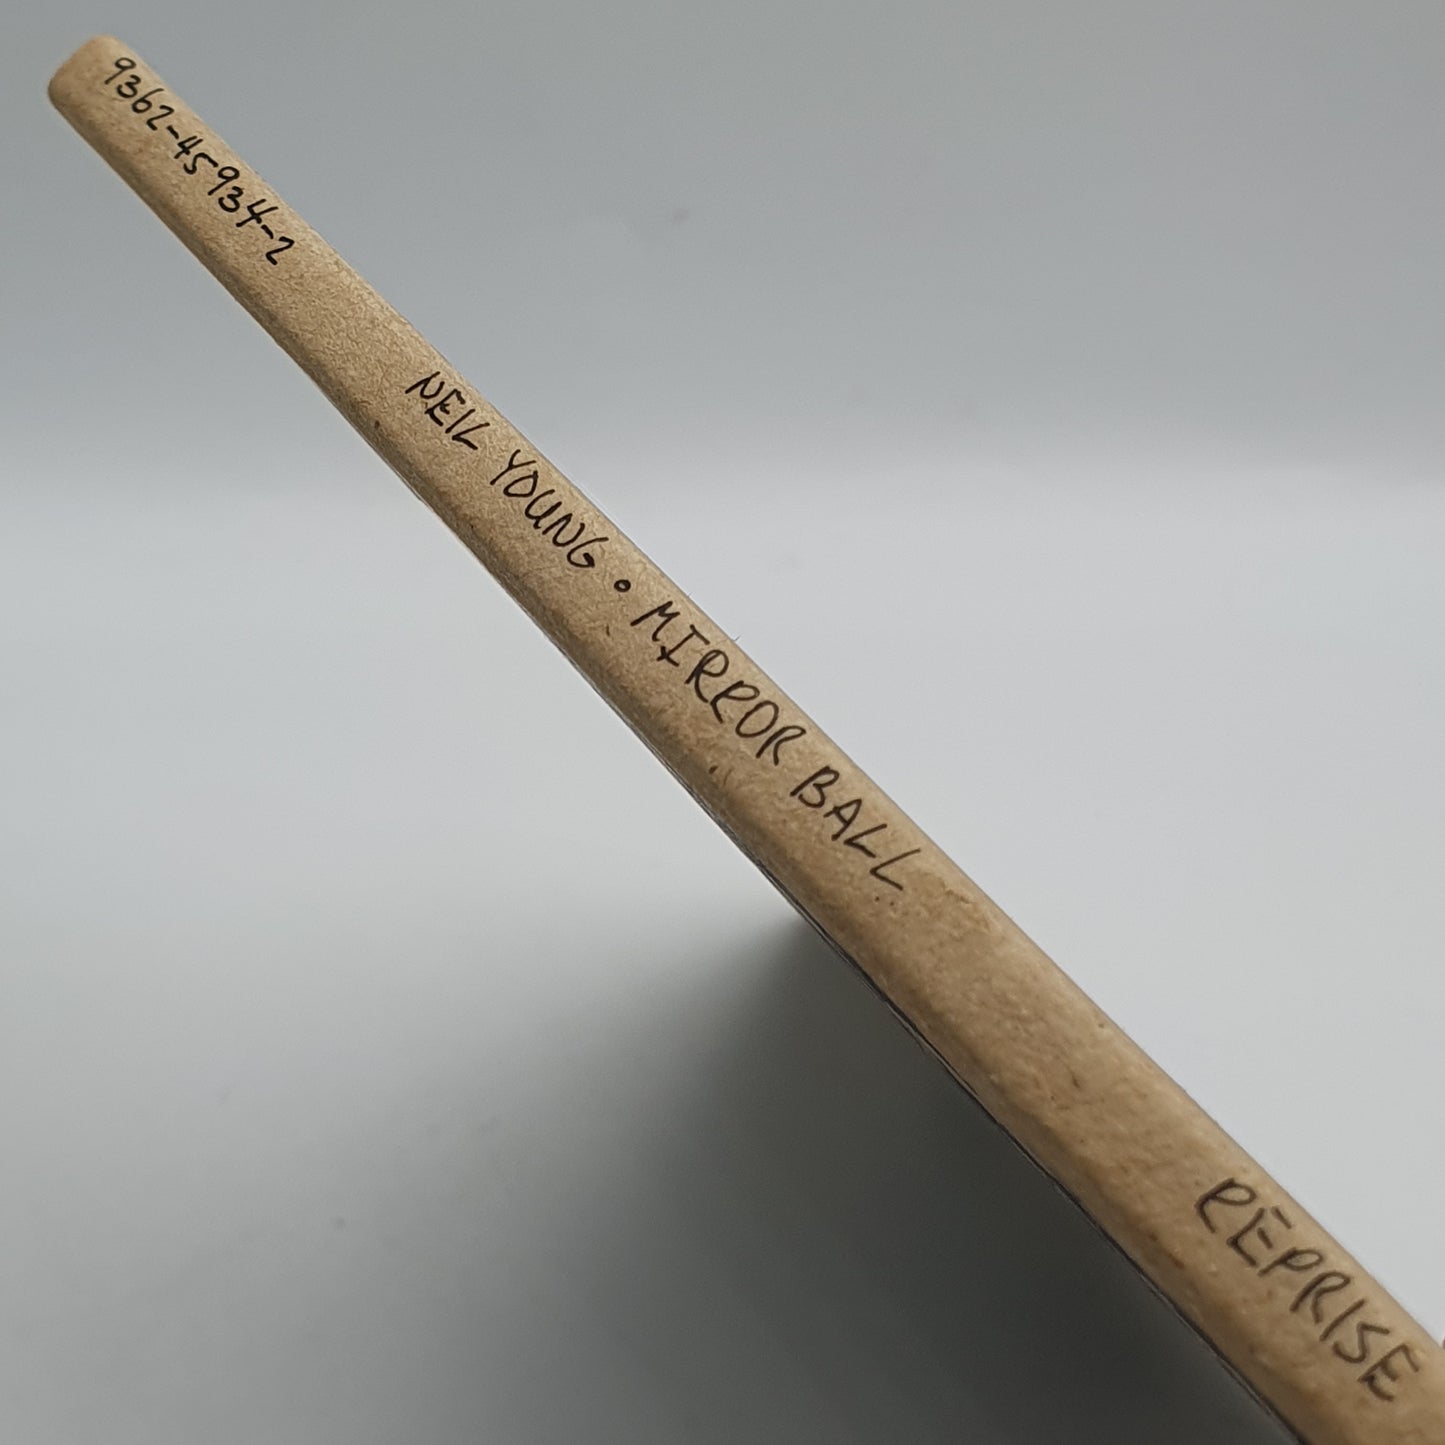 9362-45934-2 NEIL YOUNG • MIRROR BALL REPRISE